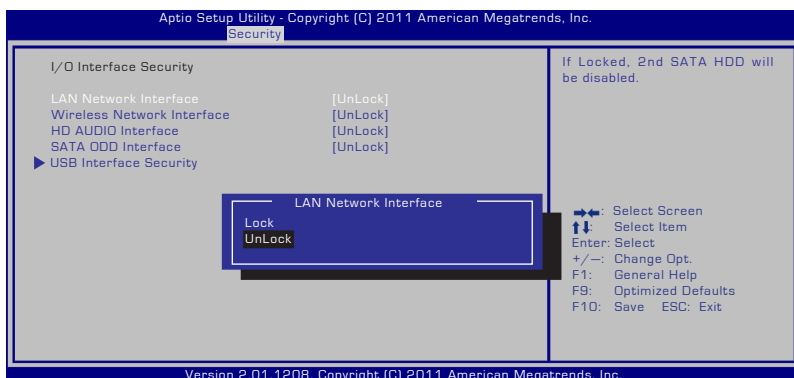 Aptio Setup Utility - Copyright (C) 2011 American Megatrends, Inc.
Security
I/O Interface Security
LAN Network Interface [UnLock]
Wireless Network Interface [UnLock]
HD AUDIO Interface [UnLock]
SATA ODD Interface [UnLock]
USB Interface Security
If Locked, 2nd SATA HDD will
be disabled.
LAN Network Interface
Lock
UnLock
: Select Screen
: Select Item
Enter: Select
+/—: Change Opt.
F1: General Help
F9: Optimized Defaults
F10: Save ESC: Exit
Version 2.01.1208. Copyright (C) 2011 American Megatrends, Inc.